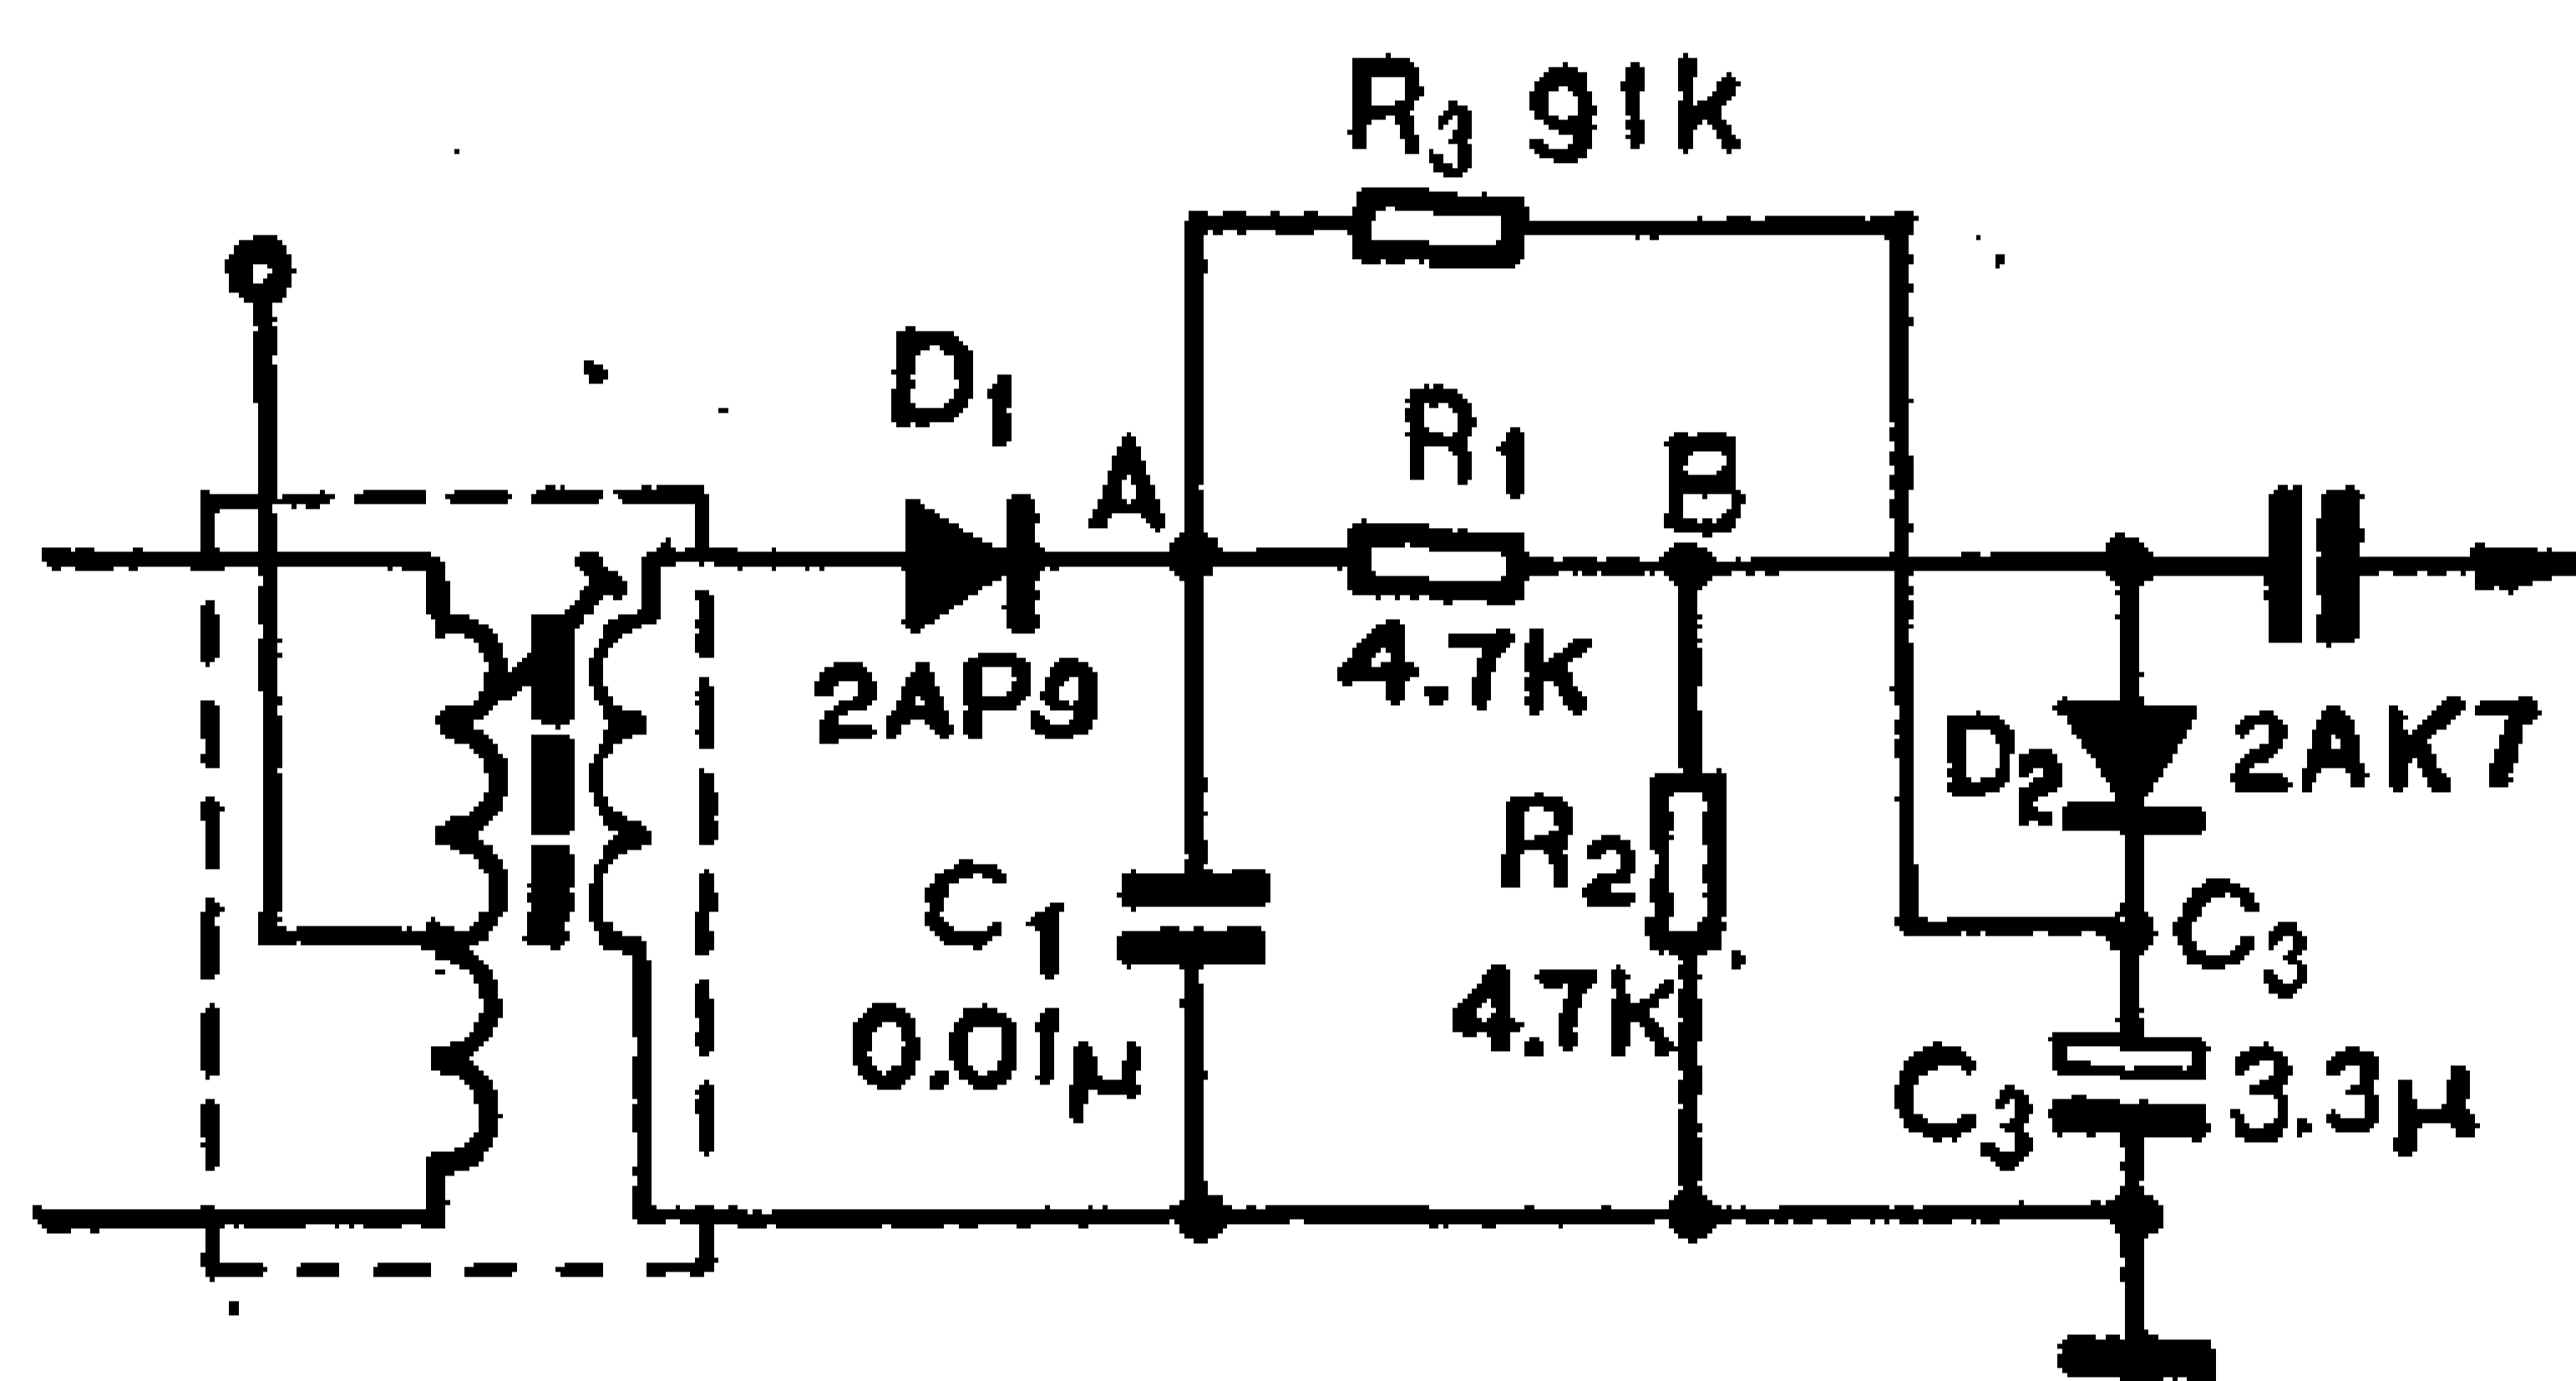 R3 91k
D1
A
R1
B
2AP9
4.7K
D2 2AK7
R2
C1
C3
4.7K
0.01μ
C3 3.3μ